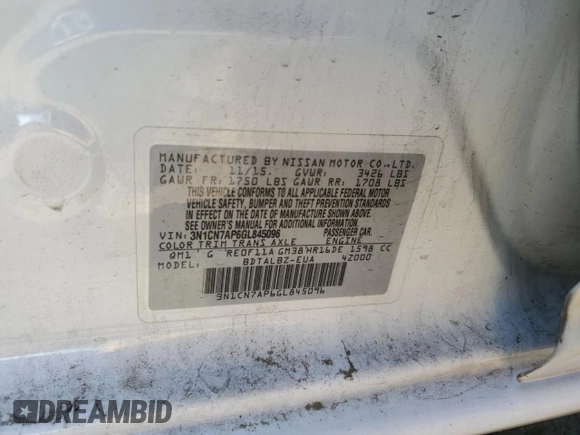 MANUFACTURED BY NISSAN MOTOR CO., LTD.
DATE: 11/15. GVWR: 3426 LBS
GAWR FR: 1750 LBS GAWR RR: 1708 LBS
THIS VEHICLE CONFORMS TO ALL APPLICABLE FEDERAL MOTOR
VEHICLE SAFETY, BUMPER AND THEFT PREVENTION STANDARDS
IN EFFECT ON THE DATE OF MANUFACTURE SHOWN ABOVE.
SEE OWNER'S MANUAL FOR ADDITIONAL INFORMATION.
VIN: 3N1CN7AP6GL845096 PASSENGER CAR
COLOR TRIM TRANS AXLE ENGINE
QM1 G RE0F11A GM38 HR16DE 1598 CC
MODEL: BDTALBZ-EUA 42000
3N1CN7AP6GL845096
DREAMBID